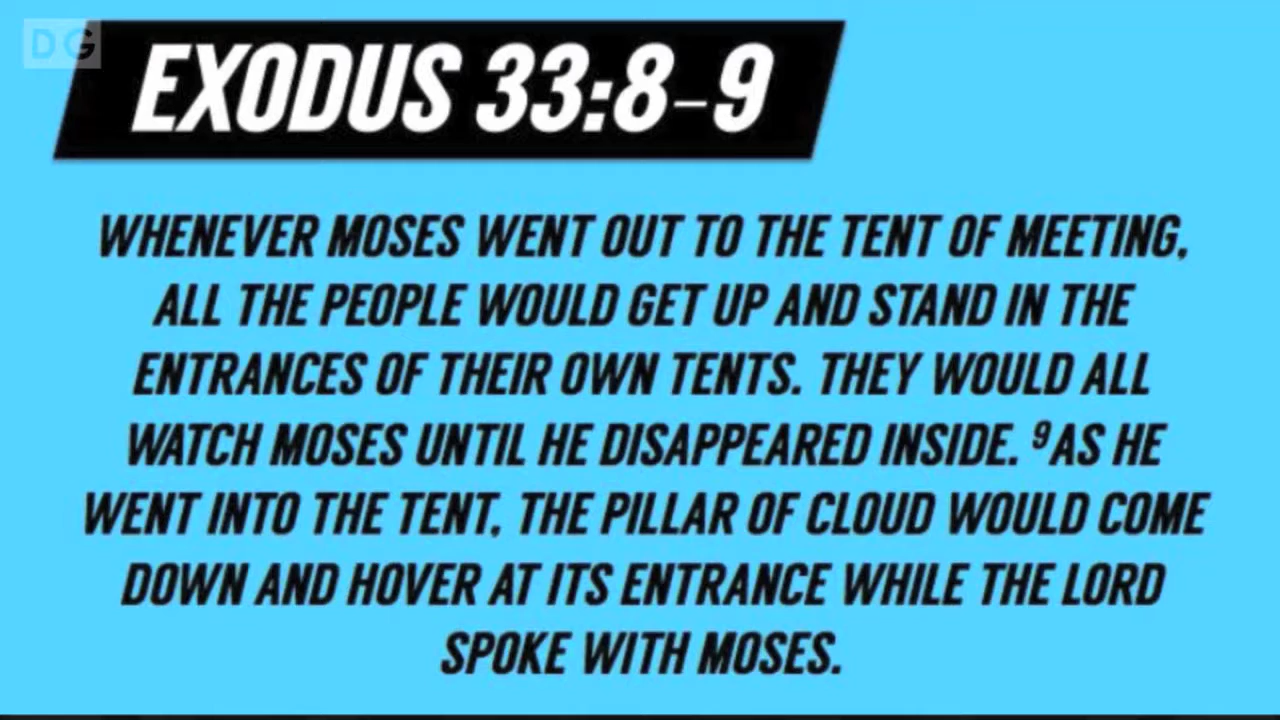 DG
EXODUS 33:8–9
WHENEVER MOSES WENT OUT TO THE TENT OF MEETING,
ALL THE PEOPLE WOULD GET UP AND STAND IN THE
ENTRANCES OF THEIR OWN TENTS. THEY WOULD ALL
WATCH MOSES UNTIL HE DISAPPEARED INSIDE. ⁹AS HE
WENT INTO THE TENT, THE PILLAR OF CLOUD WOULD COME
DOWN AND HOVER AT ITS ENTRANCE WHILE THE LORD
SPOKE WITH MOSES.